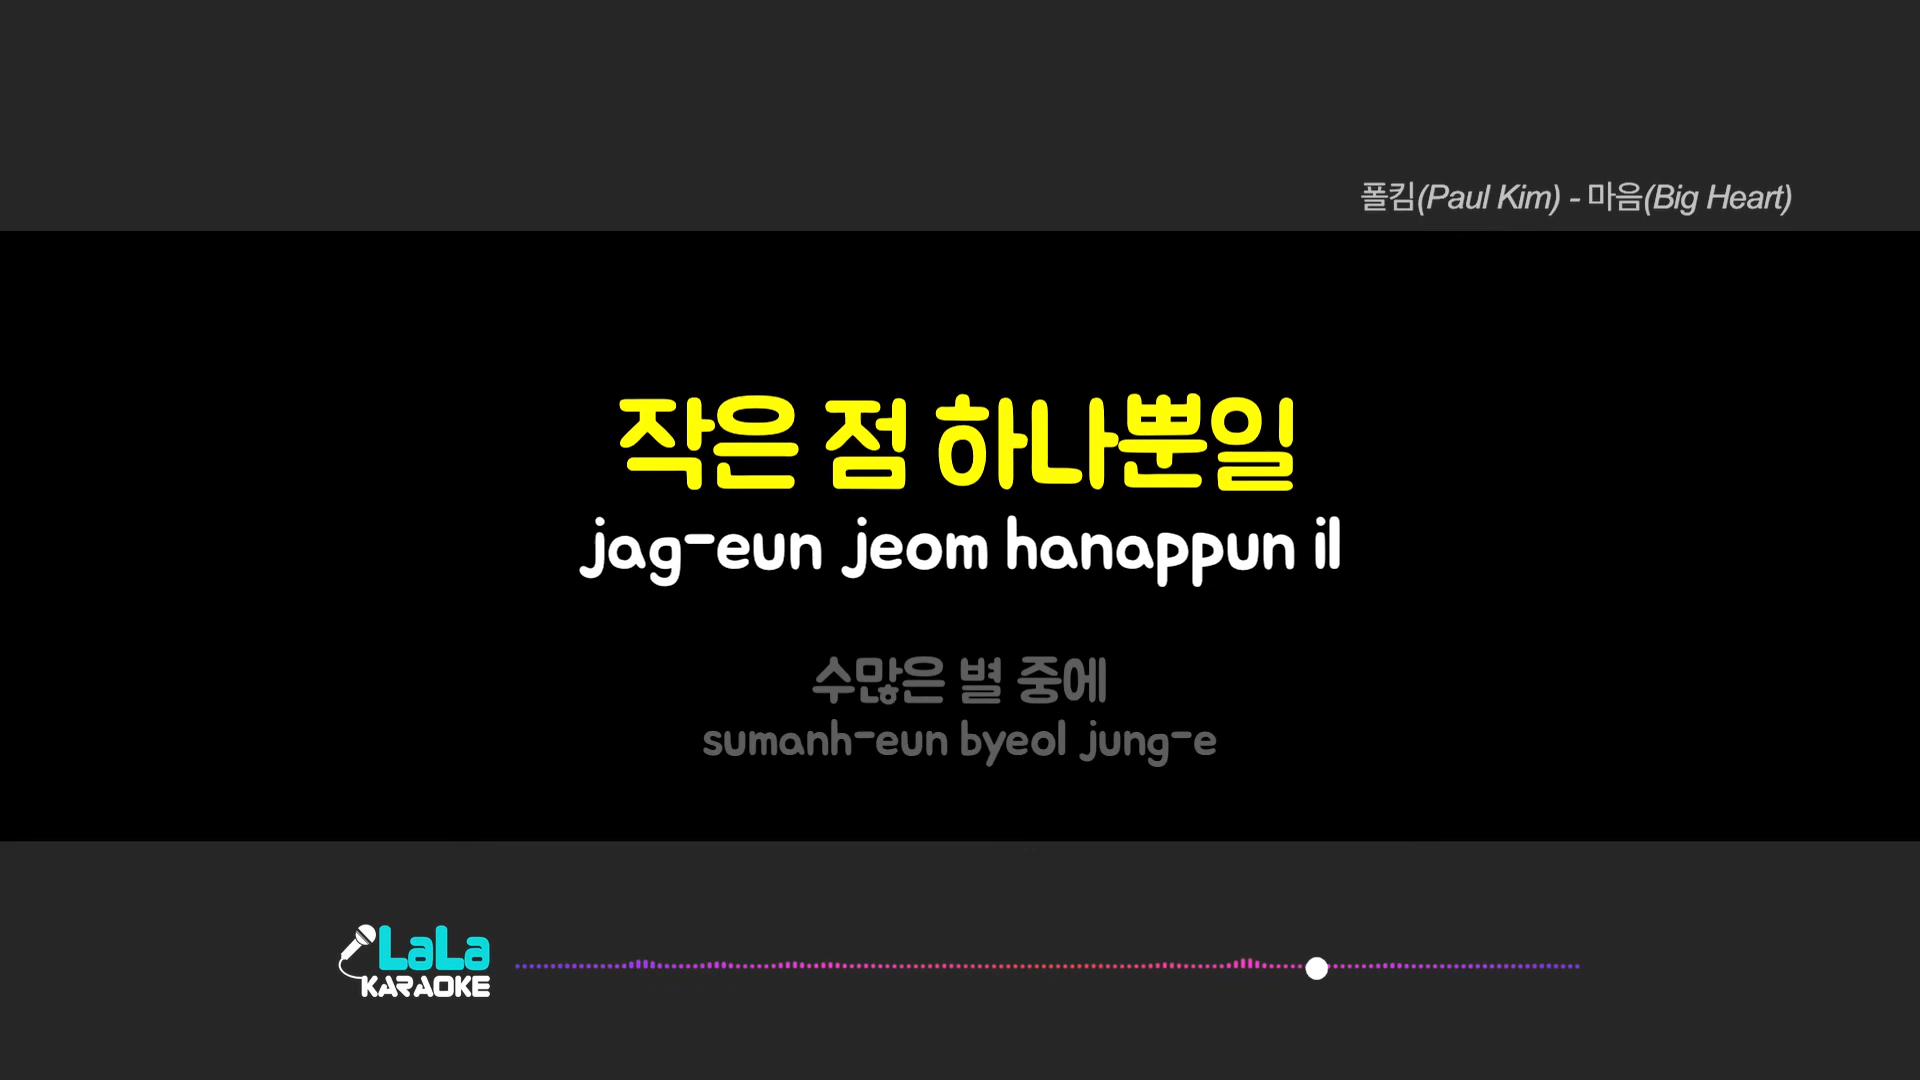 폴킴(Paul Kim) - 마음(Big Heart)
작은 점 하나뿐일
jag-eun jeom hanappun il
수많은 별 중에
sumanh-eun byeol jung-e
LaLa
KARAOKE